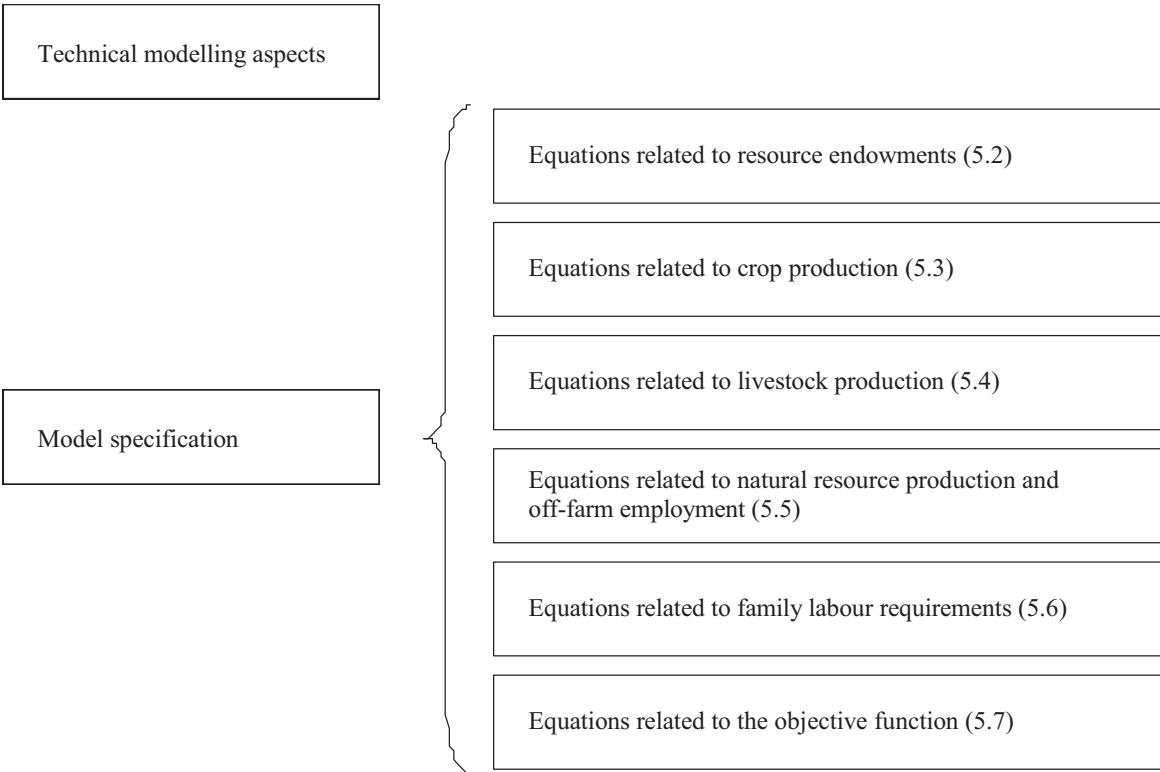 Technical modelling aspects
Equations related to resource endowments (5.2)
Equations related to crop production (5.3)
Equations related to livestock production (5.4)
Model specification
Equations related to natural resource production and
off-farm employment (5.5)
Equations related to family labour requirements (5.6)
Equations related to the objective function (5.7)